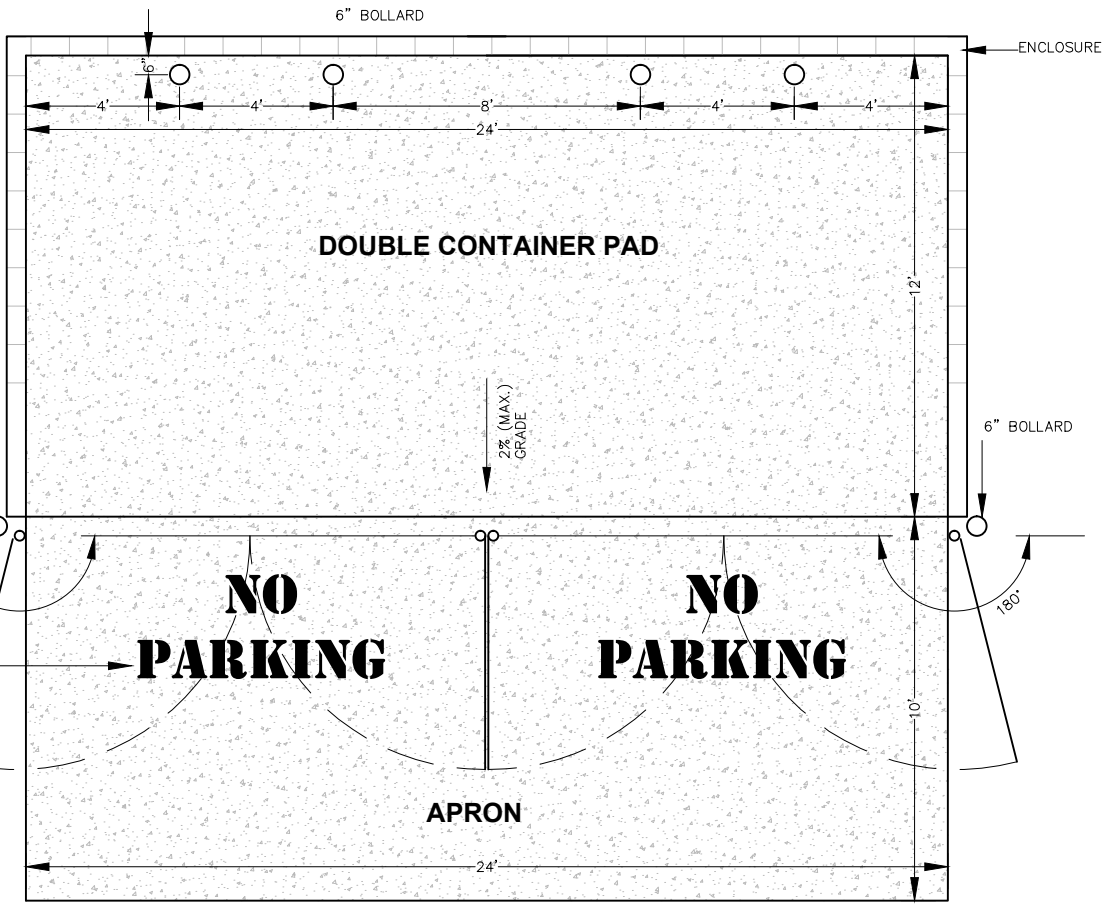 6” BOLLARD
ENCLOSURE
6”
4’
4’
8’
4’
4’
24’
DOUBLE CONTAINER PAD
12’
2% (MAX.)
GRADE
6” BOLLARD
NO
PARKING
NO
PARKING
180°
10’
APRON
24’